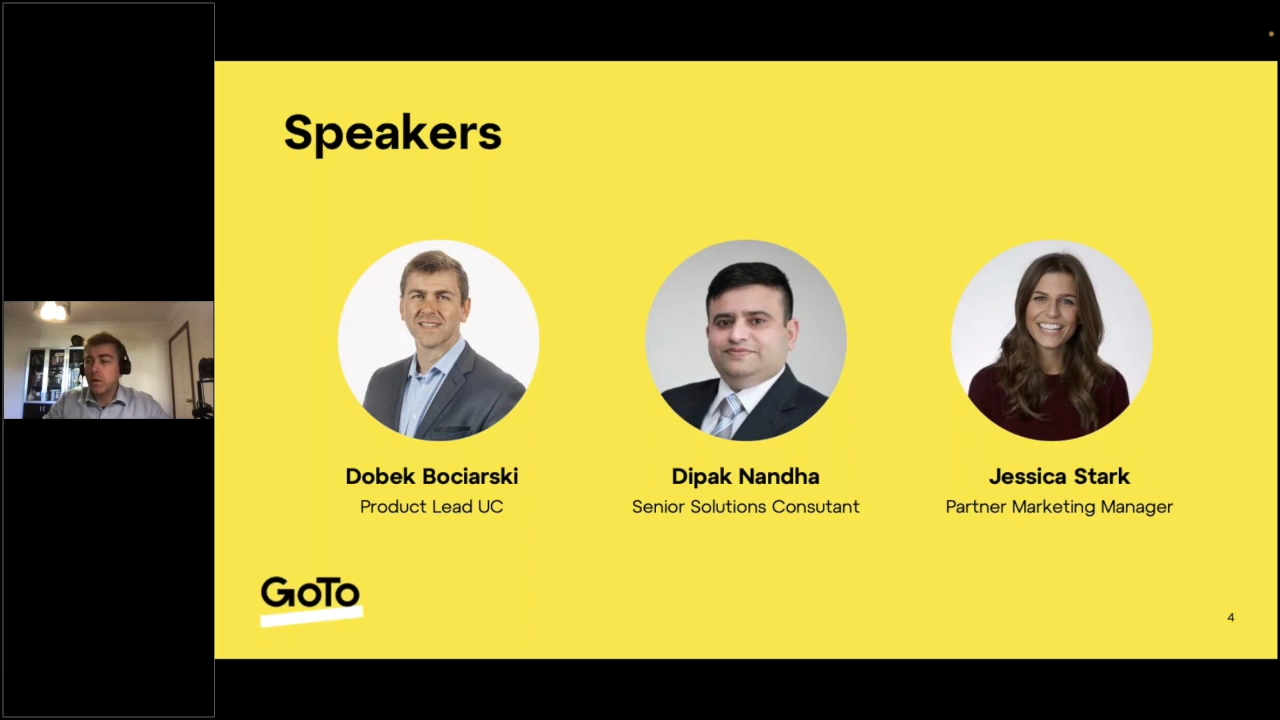 Speakers
Dobek Bociarski
Product Lead UC
Dipak Nandha
Senior Solutions Consutant
Jessica Stark
Partner Marketing Manager
GoTo
4